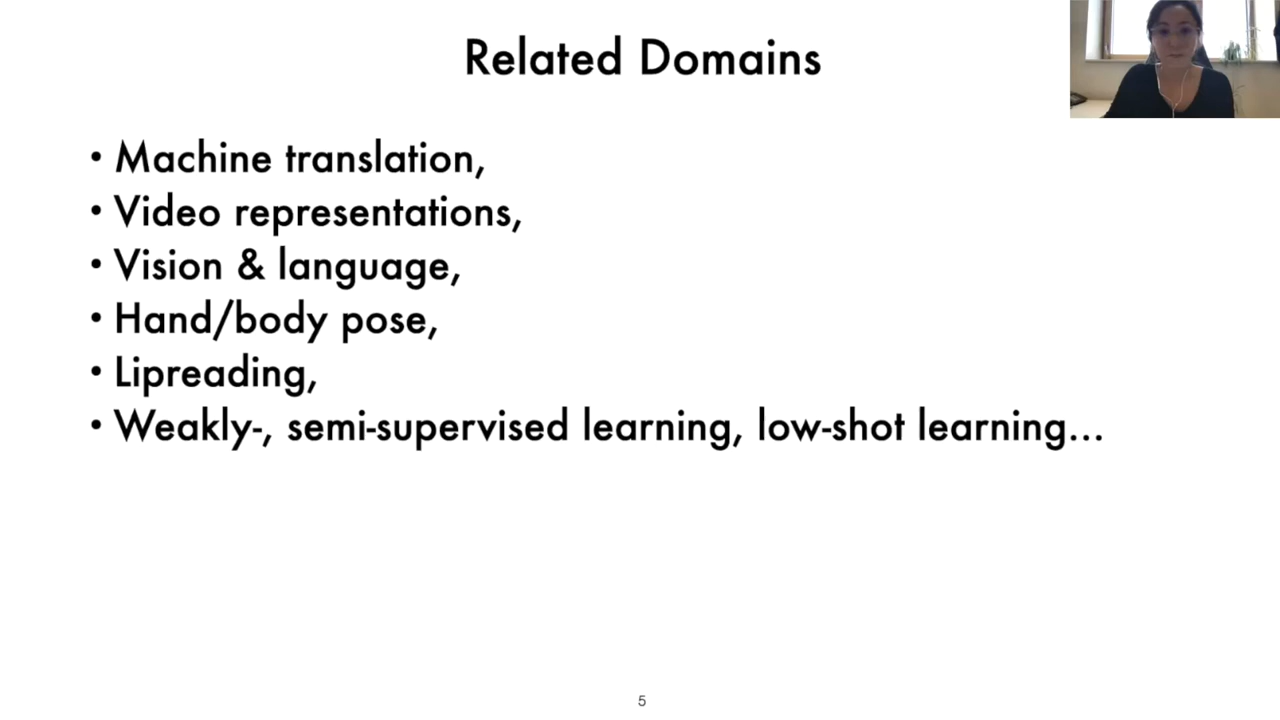 Related Domains
• Machine translation,
• Video representations,
• Vision & language,
• Hand/body pose,
• Lipreading,
• Weakly-, semi-supervised learning, low-shot learning...
5